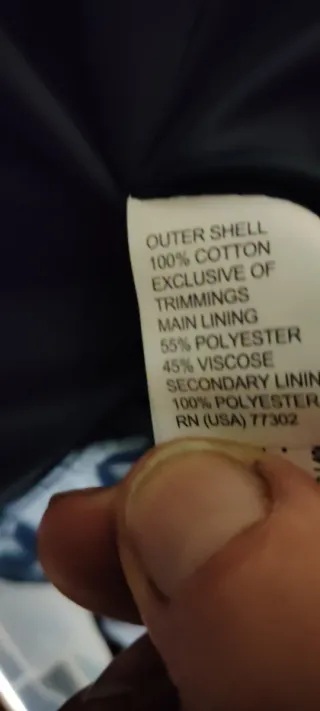 OUTER SHELL
100% COTTON
EXCLUSIVE OF
TRIMMINGS
MAIN LINING
55% POLYESTER
45% VISCOSE
SECONDARY LININ
100% POLYESTER
RN (USA) 77302